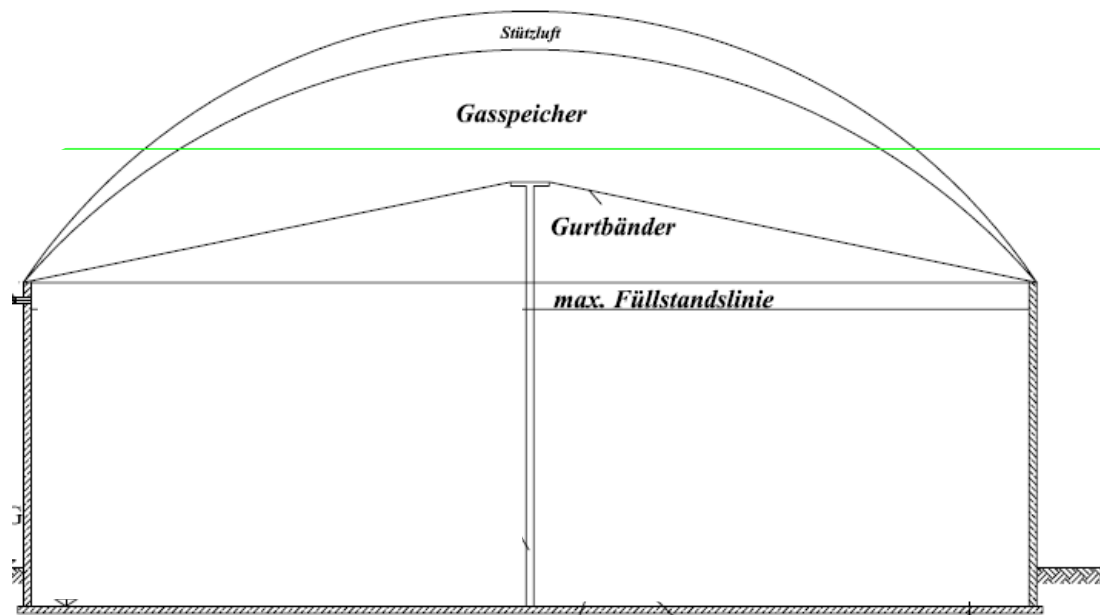 Stützluft
Gasspeicher
Gurtbänder
max. Füllstandslinie